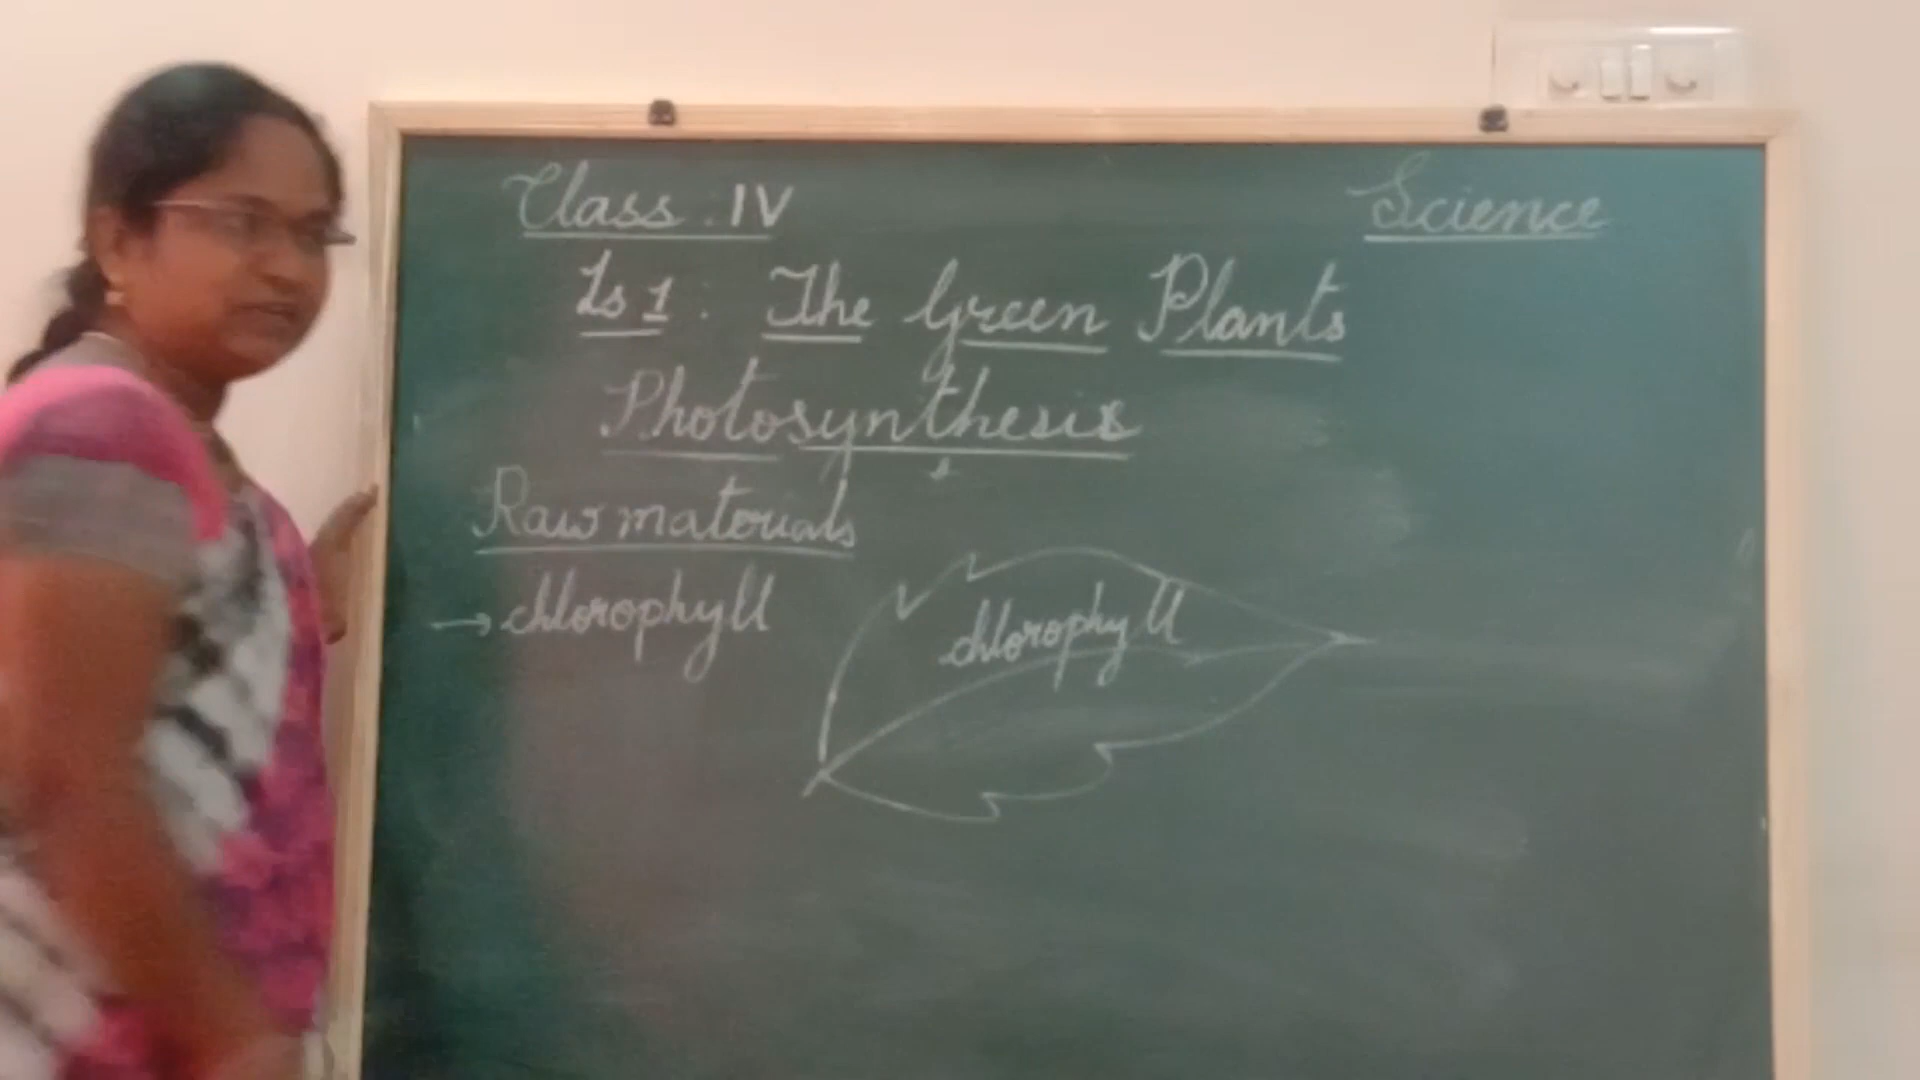 Class : IV
Science
Ls 1 : The Green Plants
Photosynthesis
Raw materials
→ chlorophyll
chlorophyll